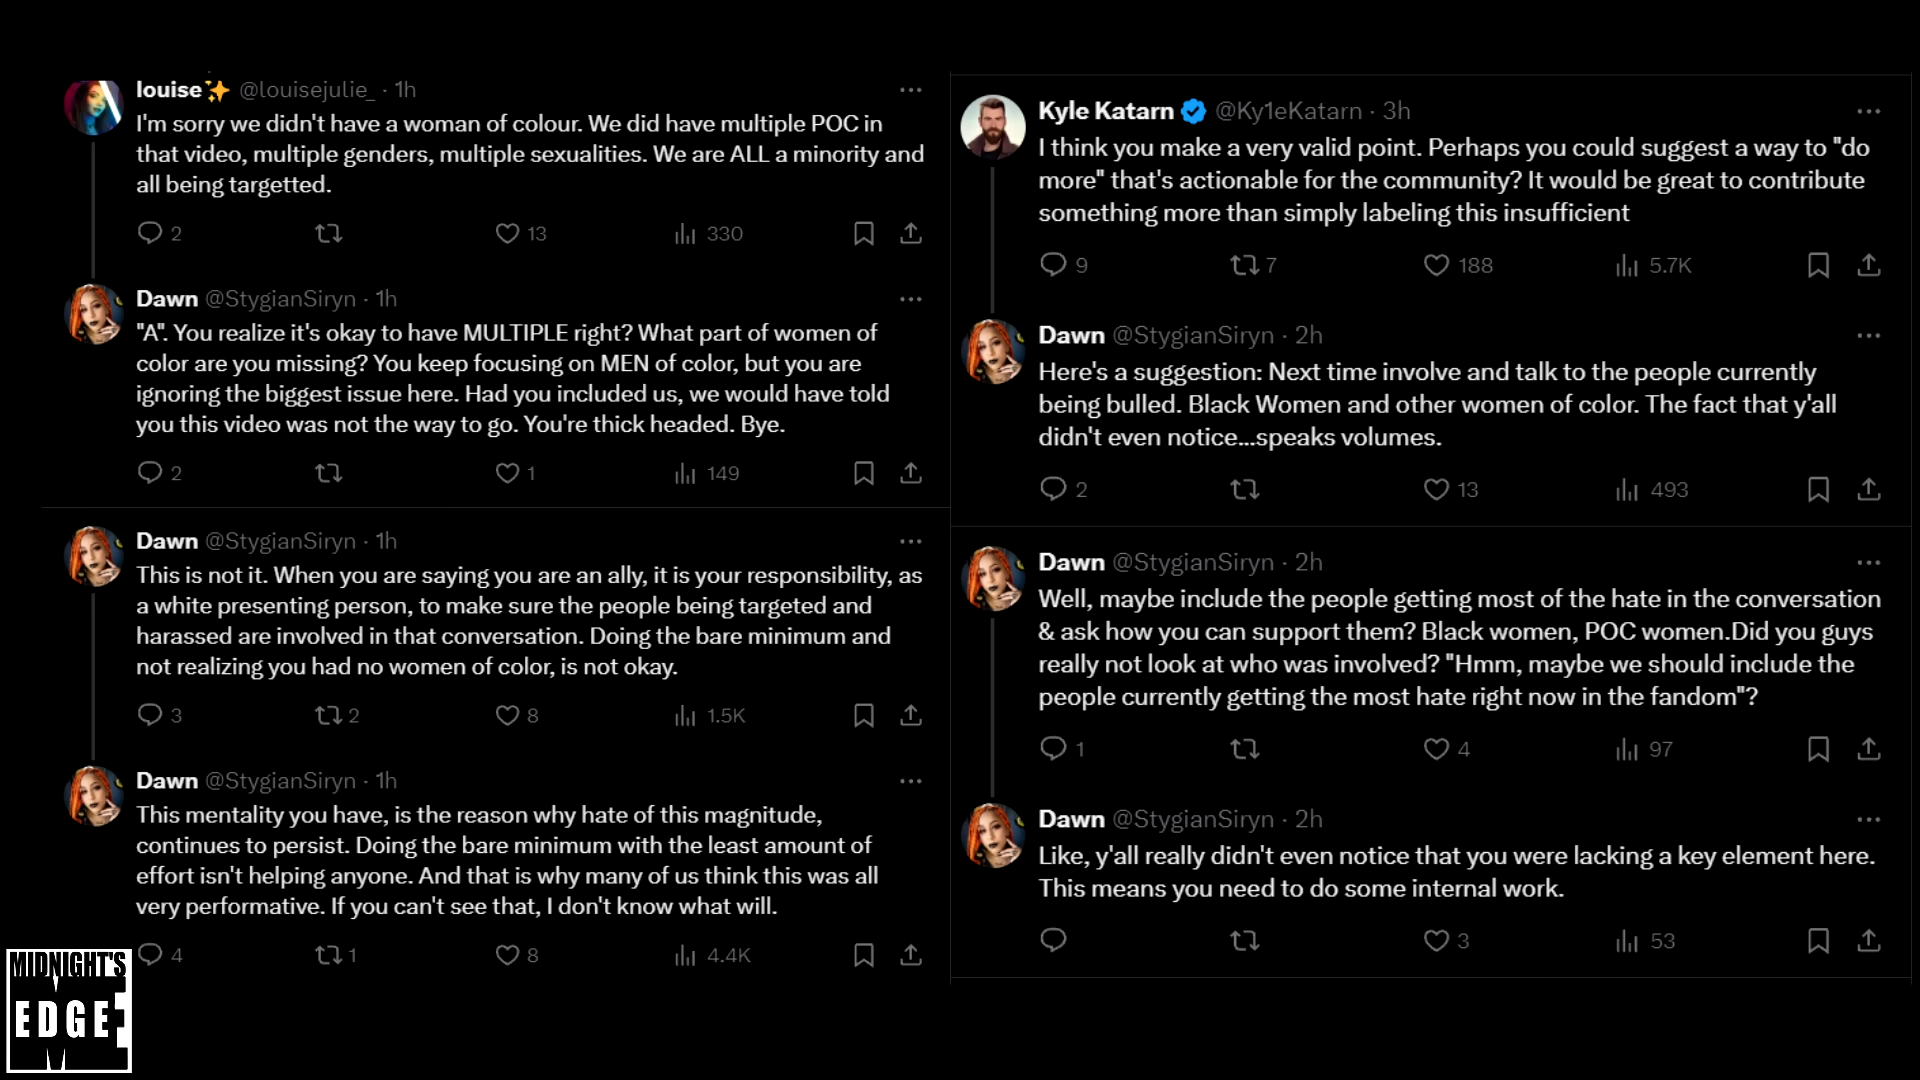 louise✨ @louisejulie_ · 1h
I'm sorry we didn't have a woman of colour. We did have multiple POC in
that video, multiple genders, multiple sexualities. We are ALL a minority and
all being targetted.
2 13 330
Dawn @StygianSiryn · 1h
"A". You realize it's okay to have MULTIPLE right? What part of women of
color are you missing? You keep focusing on MEN of color, but you are
ignoring the biggest issue here. Had you included us, we would have told
you this video was not the way to go. You're thick headed. Bye.
2 1 149
Dawn @StygianSiryn · 1h
This is not it. When you are saying you are an ally, it is your responsibility, as
a white presenting person, to make sure the people being targeted and
harassed are involved in that conversation. Doing the bare minimum and
not realizing you had no women of color, is not okay.
3 2 8 1.5K
Dawn @StygianSiryn · 1h
This mentality you have, is the reason why hate of this magnitude,
continues to persist. Doing the bare minimum with the least amount of
effort isn't helping anyone. And that is why many of us think this was all
very performative. If you can't see that, I don't know what will.
4 1 8 4.4K
Kyle Katarn @Ky1eKatarn · 3h
I think you make a very valid point. Perhaps you could suggest a way to "do
more" that's actionable for the community? It would be great to contribute
something more than simply labeling this insufficient
9 7 188 5.7K
Dawn @StygianSiryn · 2h
Here's a suggestion: Next time involve and talk to the people currently
being bulled. Black Women and other women of color. The fact that y'all
didn't even notice...speaks volumes.
2 13 493
Dawn @StygianSiryn · 2h
Well, maybe include the people getting most of the hate in the conversation
& ask how you can support them? Black women, POC women.Did you guys
really not look at who was involved? "Hmm, maybe we should include the
people currently getting the most hate right now in the fandom"?
1 4 97
Dawn @StygianSiryn · 2h
Like, y'all really didn't even notice that you were lacking a key element here.
This means you need to do some internal work.
3 53
MIDNIGHT'S
EDGE